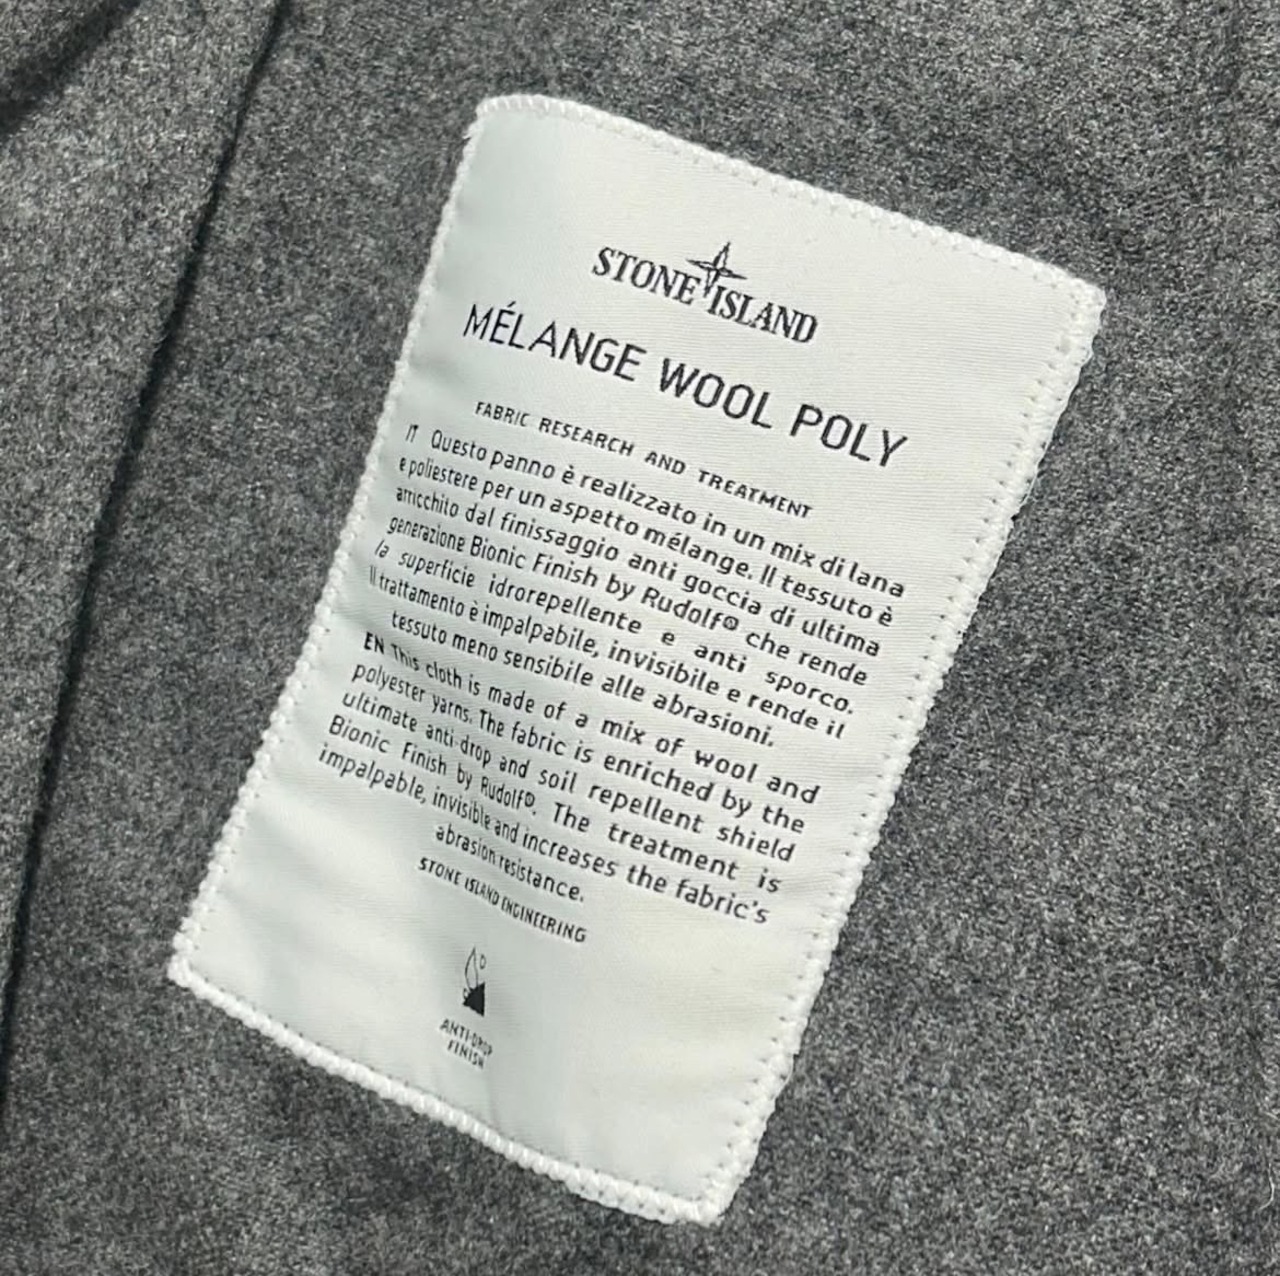 STONE ISLAND
MÉLANGE WOOL POLY
FABRIC RESEARCH AND TREATMENT
IT Questo panno è realizzato in un mix di lana
e poliestere per un aspetto mélange. Il tessuto è
arricchito dal finissaggio anti goccia di ultima
generazione Bionic Finish by Rudolf® che rende
la superficie idrorepellente e anti sporco.
Il trattamento è impalpabile, invisibile e rende il
tessuto meno sensibile alle abrasioni.
EN This cloth is made of a mix of wool and
polyester yarns. The fabric is enriched by the
ultimate anti-drop and soil repellent shield
Bionic Finish by Rudolf®. The treatment is
impalpable, invisible and increases the fabric's
abrasion resistance.
STONE ISLAND ENGINEERING
ANTI-DROP
FINISH